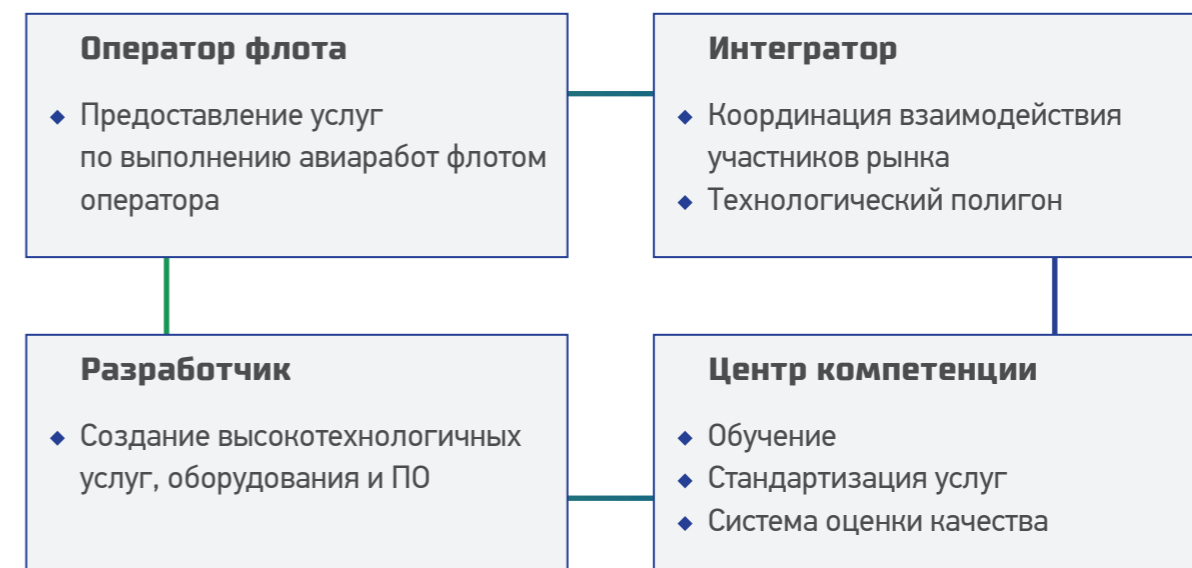 Оператор флота
Предоставление услуг
по выполнению авиаработ флотом
оператора
Интегратор
Координация взаимодействия
участников рынка
Технологический полигон
Разработчик
Создание высокотехнологичных
услуг, оборудования и ПО
Центр компетенции
Обучение
Стандартизация услуг
Система оценки качества